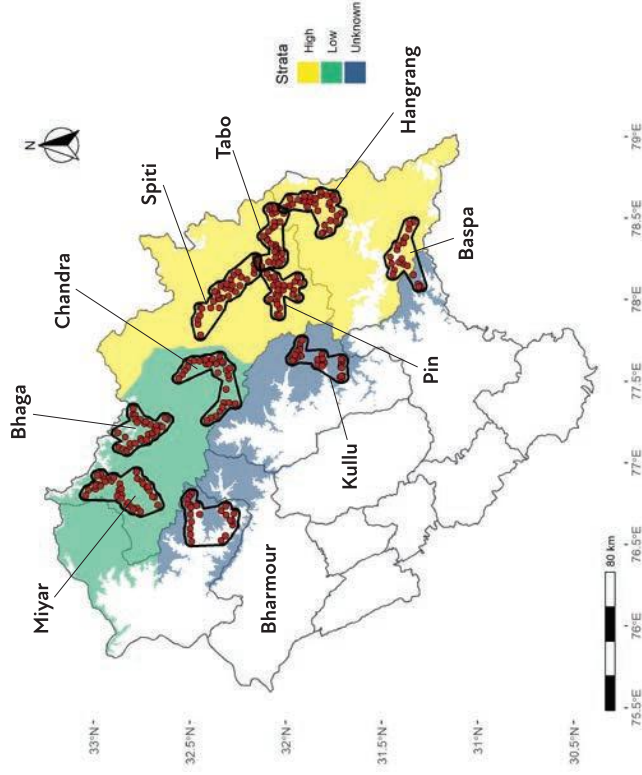 N
Strata
High
Low
Unknown
Spiti
Tabo
Hangrang
Chandra
Bhaga
Miyar
Baspa
Pin
Kullu
Bharmour
33°N
32.5°N
32°N
31.5°N
31°N
30.5°N
80 km
75.5°E
76°E
76.5°E
77°E
77.5°E
78°E
78.5°E
79°E